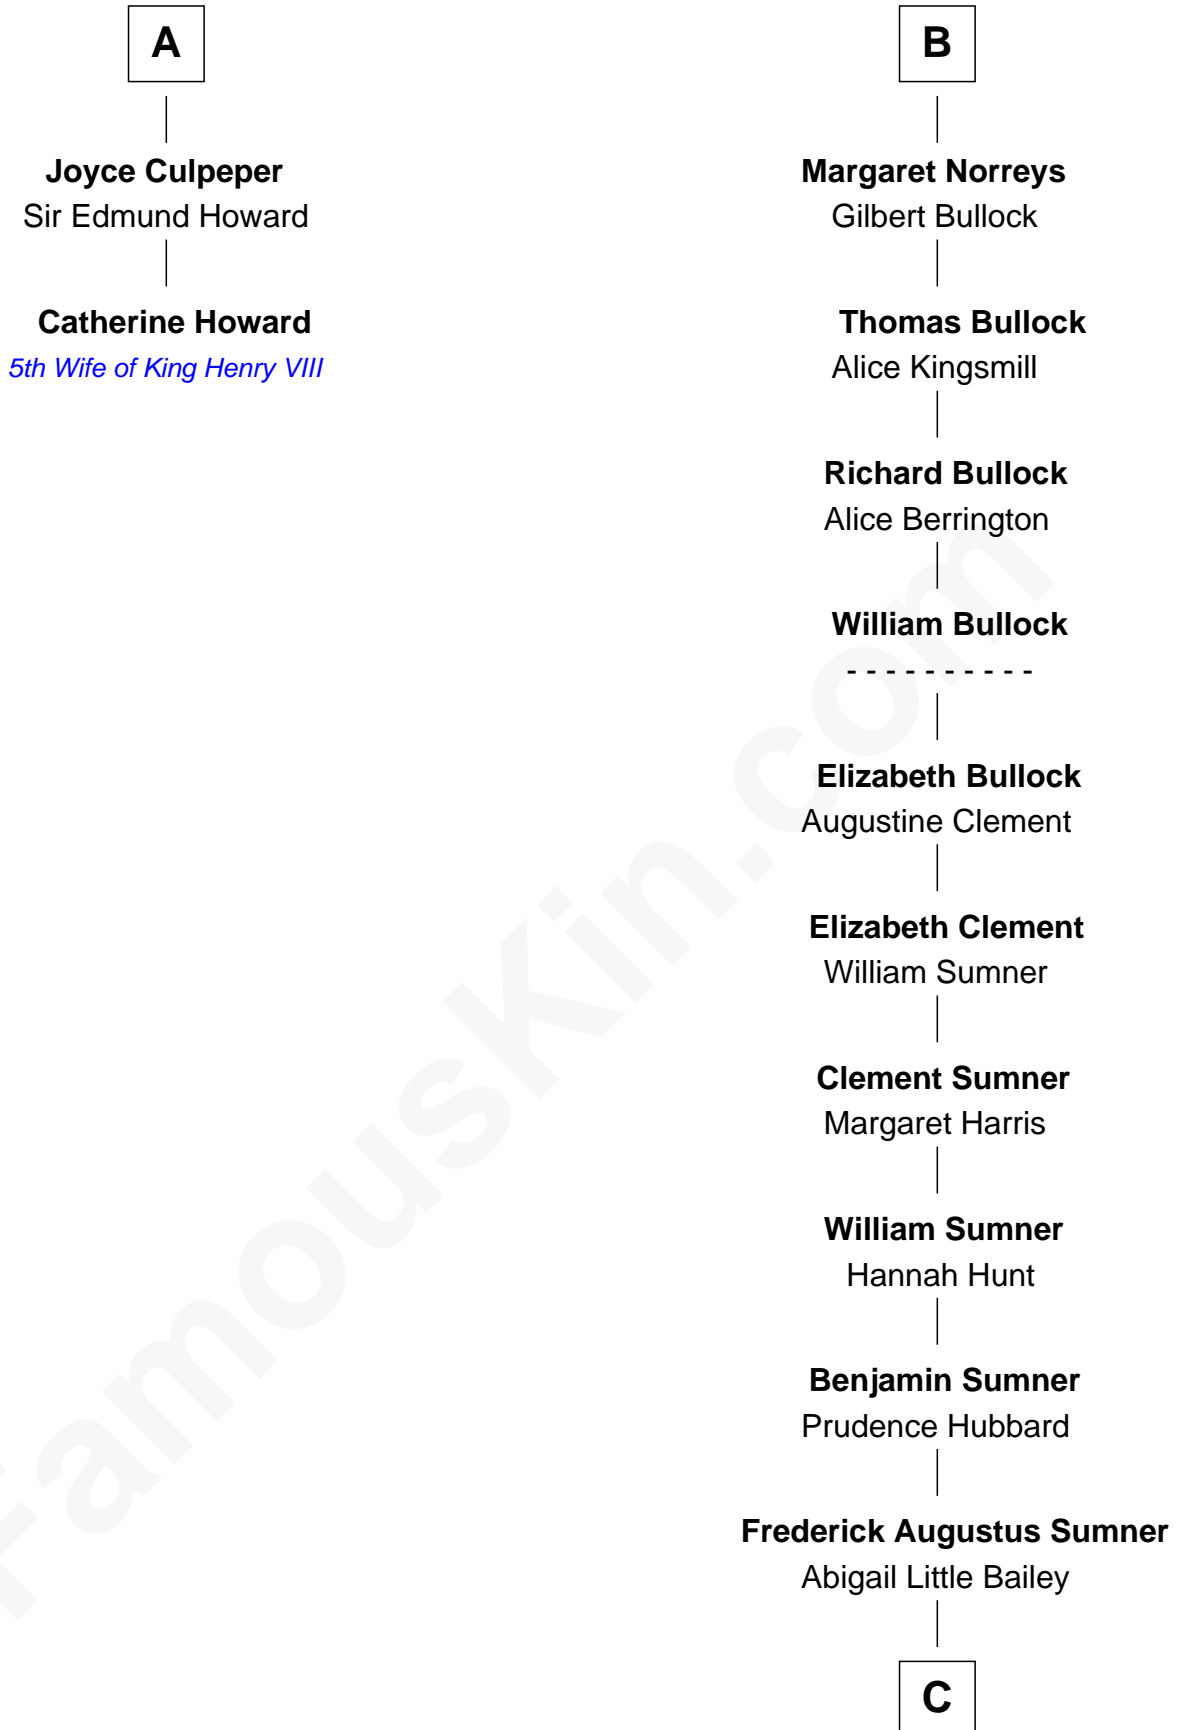 A
Joyce Culpeper
Sir Edmund Howard
Catherine Howard
5th Wife of King Henry VIII
B
Margaret Norreys
Gilbert Bullock
Thomas Bullock
Alice Kingsmill
Richard Bullock
Alice Berrington
William Bullock
- - - - - - - - - -
Elizabeth Bullock
Augustine Clement
Elizabeth Clement
William Sumner
Clement Sumner
Margaret Harris
William Sumner
Hannah Hunt
Benjamin Sumner
Prudence Hubbard
Frederick Augustus Sumner
Abigail Little Bailey
C
FamousKin.com